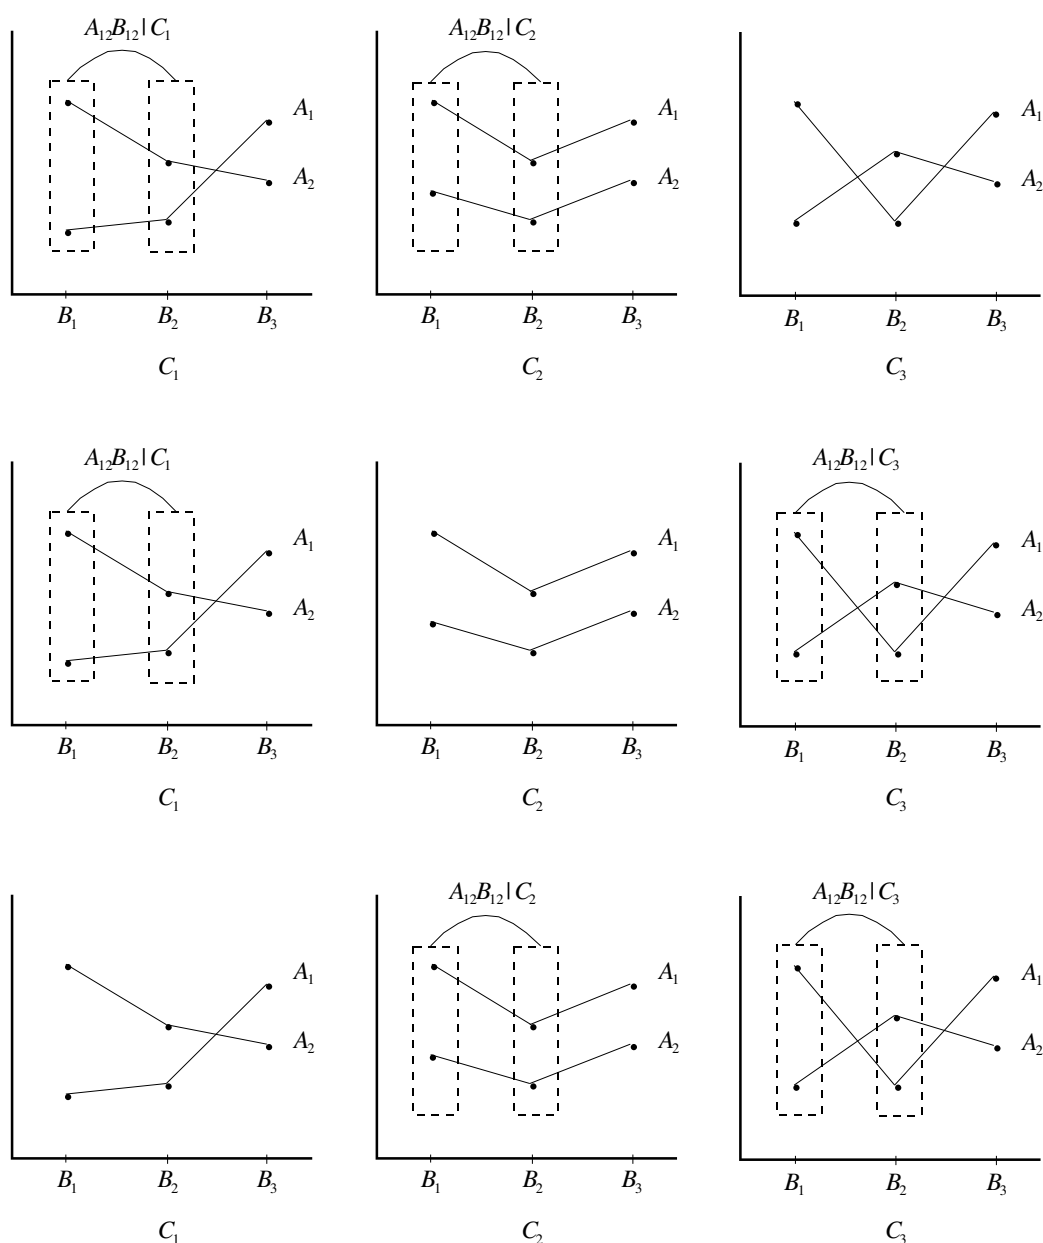 A₁₂B₁₂|C₁ A₁₂B₁₂|C₂
A₁ A₁ A₁
A₂ A₂ A₂
B₁ B₂ B₃ B₁ B₂ B₃ B₁ B₂ B₃
C₁ C₂ C₃
A₁₂B₁₂|C₁ A₁₂B₁₂|C₃
A₁ A₁ A₁
A₂ A₂ A₂
B₁ B₂ B₃ B₁ B₂ B₃ B₁ B₂ B₃
C₁ C₂ C₃
A₁₂B₁₂|C₂ A₁₂B₁₂|C₃
A₁ A₁ A₁
A₂ A₂ A₂
B₁ B₂ B₃ B₁ B₂ B₃ B₁ B₂ B₃
C₁ C₂ C₃